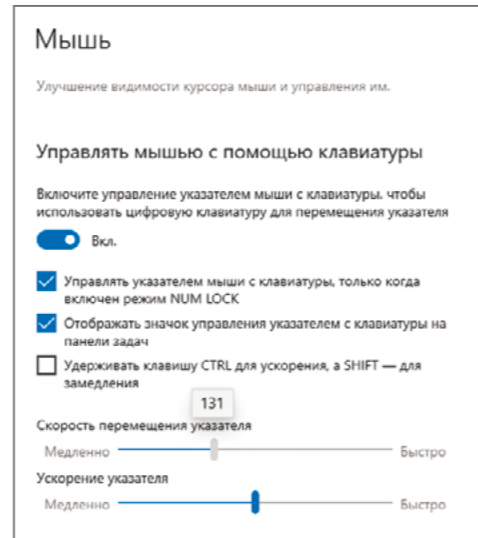 Мышь
Улучшение видимости курсора мыши и управления им.
Управлять мышью с помощью клавиатуры
Включите управление указателем мыши с клавиатуры, чтобы
использовать цифровую клавиатуру для перемещения указателя
Вкл.
Управлять указателем мыши с клавиатуры, только когда
включен режим NUM LOCK
Отображать значок управления указателем с клавиатуры на
панели задач
Удерживать клавишу CTRL для ускорения, а SHIFT — для
замедления
131
Скорость перемещения указателя
Медленно Быстро
Ускорение указателя
Медленно Быстро